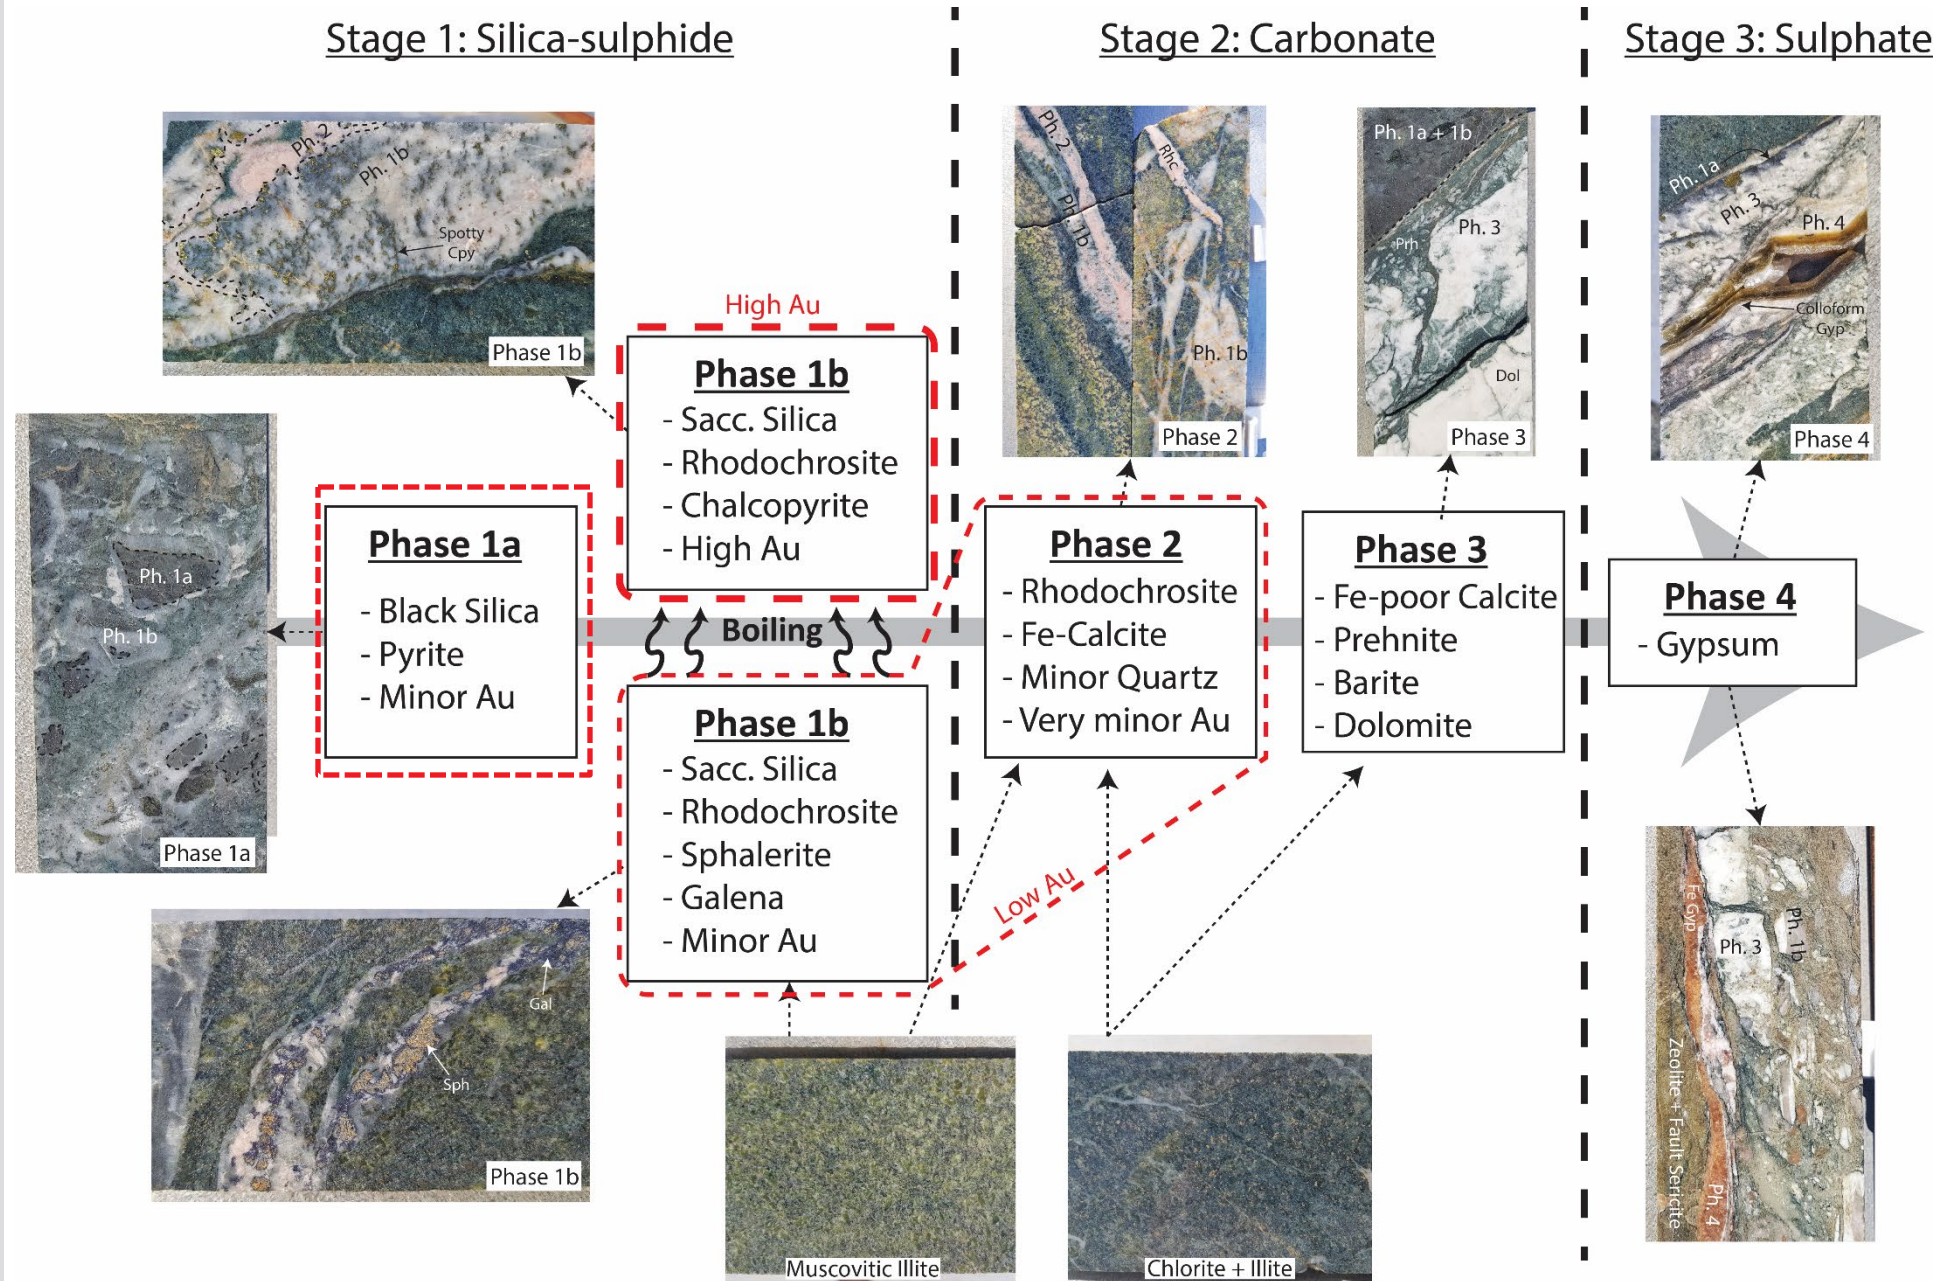 Stage 1: Silica-sulphide
Stage 2: Carbonate
Stage 3: Sulphate
Ph. 2
Ph. 1b
Spotty
Cpy
Phase 1b
Ph. 1a
Ph. 1b
Phase 1a
Phase 1a
- Black Silica
- Pyrite
- Minor Au
High Au
Phase 1b
- Sacc. Silica
- Rhodochrosite
- Chalcopyrite
- High Au
Boiling
Phase 1b
- Sacc. Silica
- Rhodochrosite
- Sphalerite
- Galena
- Minor Au
Gal
Sph
Phase 1b
Ph. 2
Ph. 1b
Rhc
Ph. 1b
Phase 2
Ph. 1a + 1b
Prh
Ph. 3
Dol
Phase 3
Phase 2
- Rhodochrosite
- Fe-Calcite
- Minor Quartz
- Very minor Au
Phase 3
- Fe-poor Calcite
- Prehnite
- Barite
- Dolomite
Low Au
Muscovitic Illite
Chlorite + Illite
Ph. 1a
Ph. 3
Ph. 4
Colloform
Gyp
Phase 4
Phase 4
- Gypsum
Fe Gyp
Ph. 3
Ph. 1b
Zeolite + Fault Sericite
Ph. 4